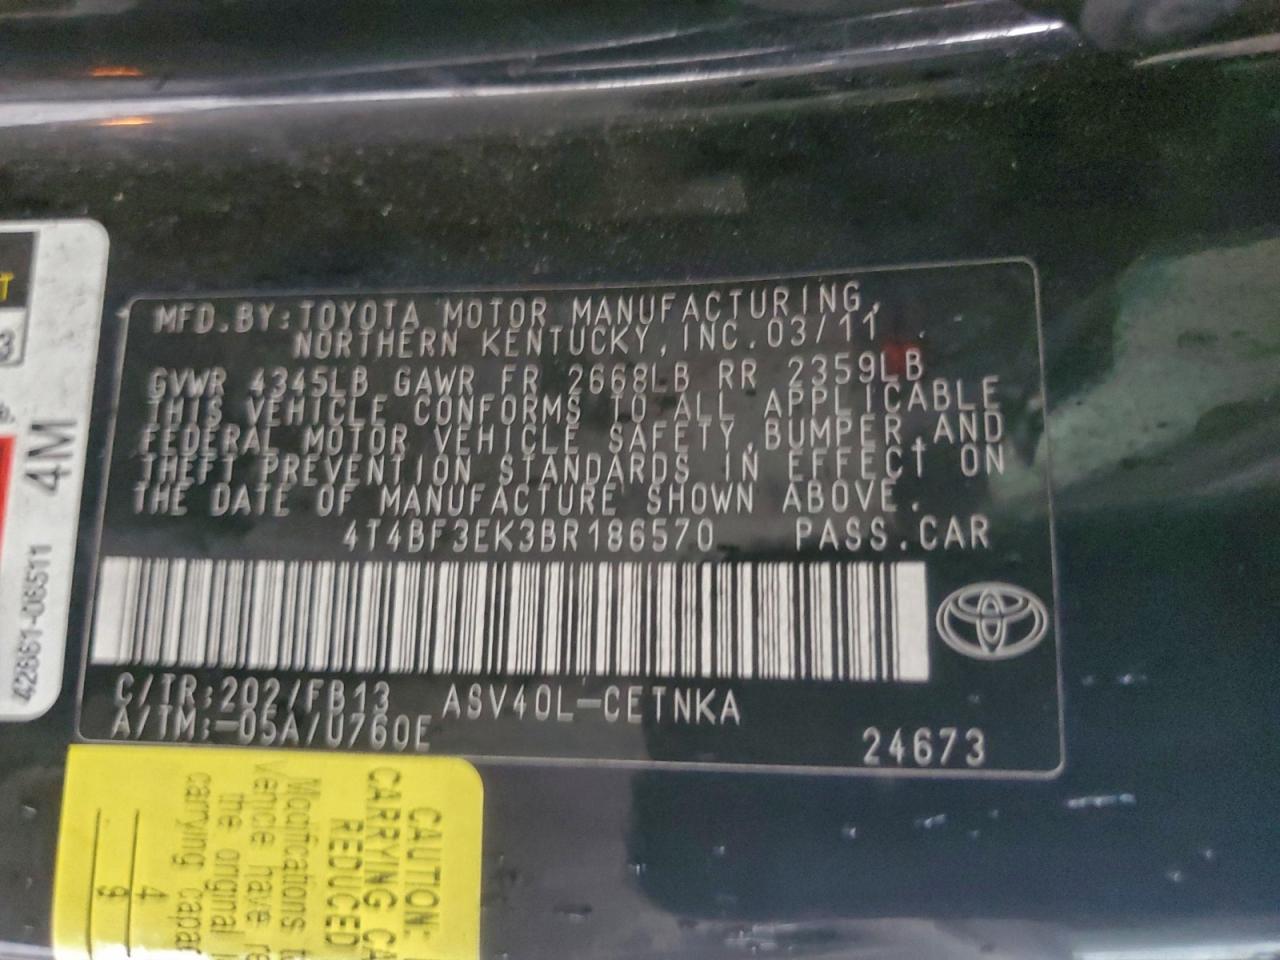 MFD.BY:TOYOTA MOTOR MANUFACTURING,
NORTHERN KENTUCKY,INC.03/11
GVWR 4345LB GAWR FR 2668LB RR 2359LB
THIS VEHICLE CONFORMS TO ALL APPLICABLE
FEDERAL MOTOR VEHICLE SAFETY,BUMPER,AND
THEFT PREVENTION STANDARDS IN EFFECT ON
THE DATE OF MANUFACTURE SHOWN ABOVE.
4T4BF3EK3BR186570 PASS.CAR
C/TR:202/FB13 ASV40L-CETNKA
A/TM:-05A/U760E
24673
T
4M
42661-06511
CAUTION:
CARRYING CA
REDUCED
Modifications t
the original
carrying capa